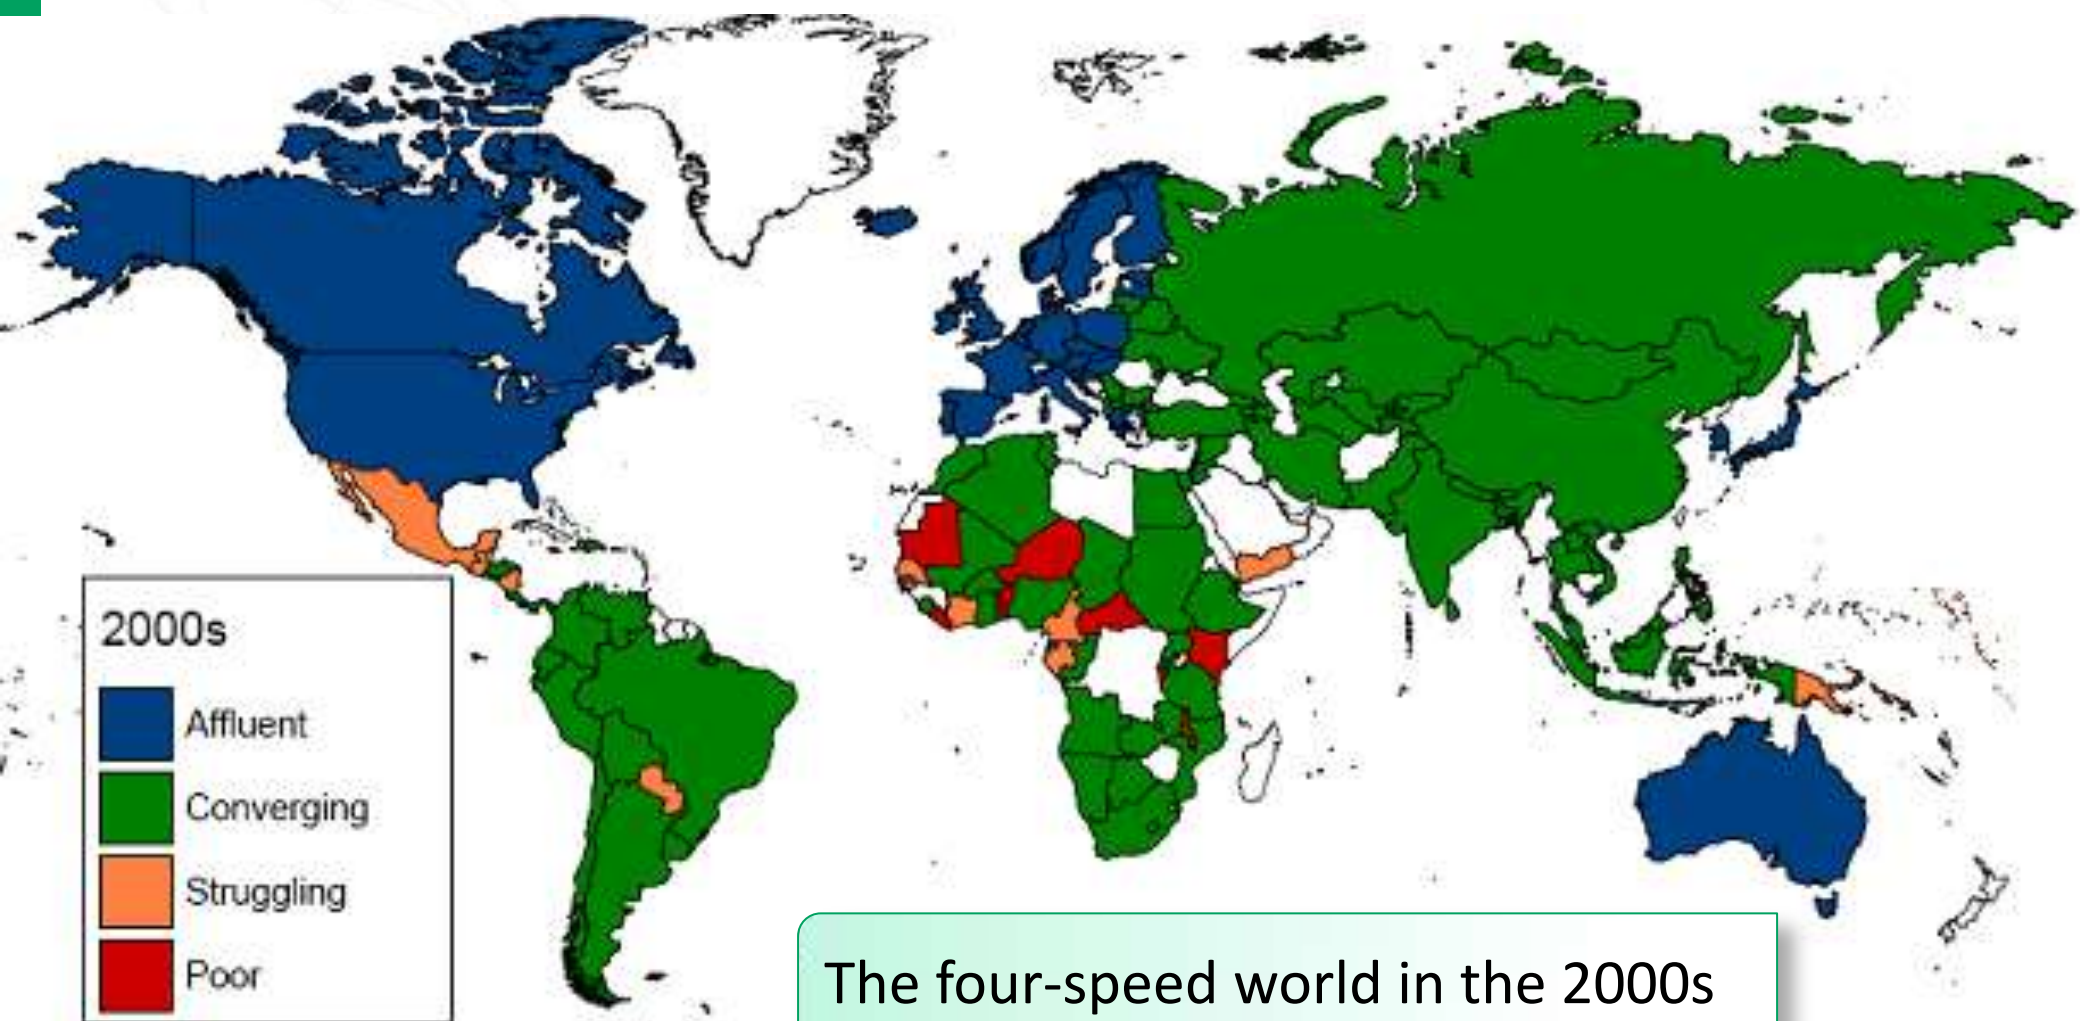 2000s
Affluent
Converging
Struggling
Poor
The four-speed world in the 2000s